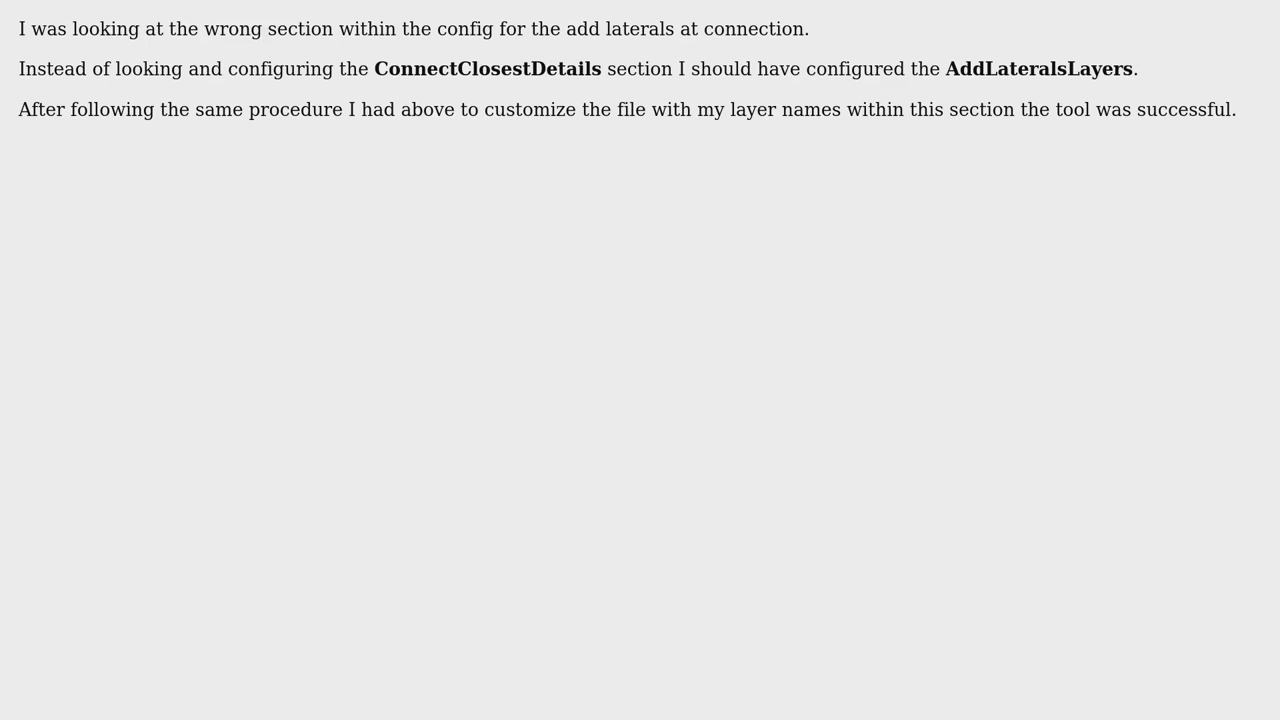 I was looking at the wrong section within the config for the add laterals at connection.
Instead of looking and configuring the ConnectClosestDetails section I should have configured the AddLateralsLayers.
After following the same procedure I had above to customize the file with my layer names within this section the tool was successful.